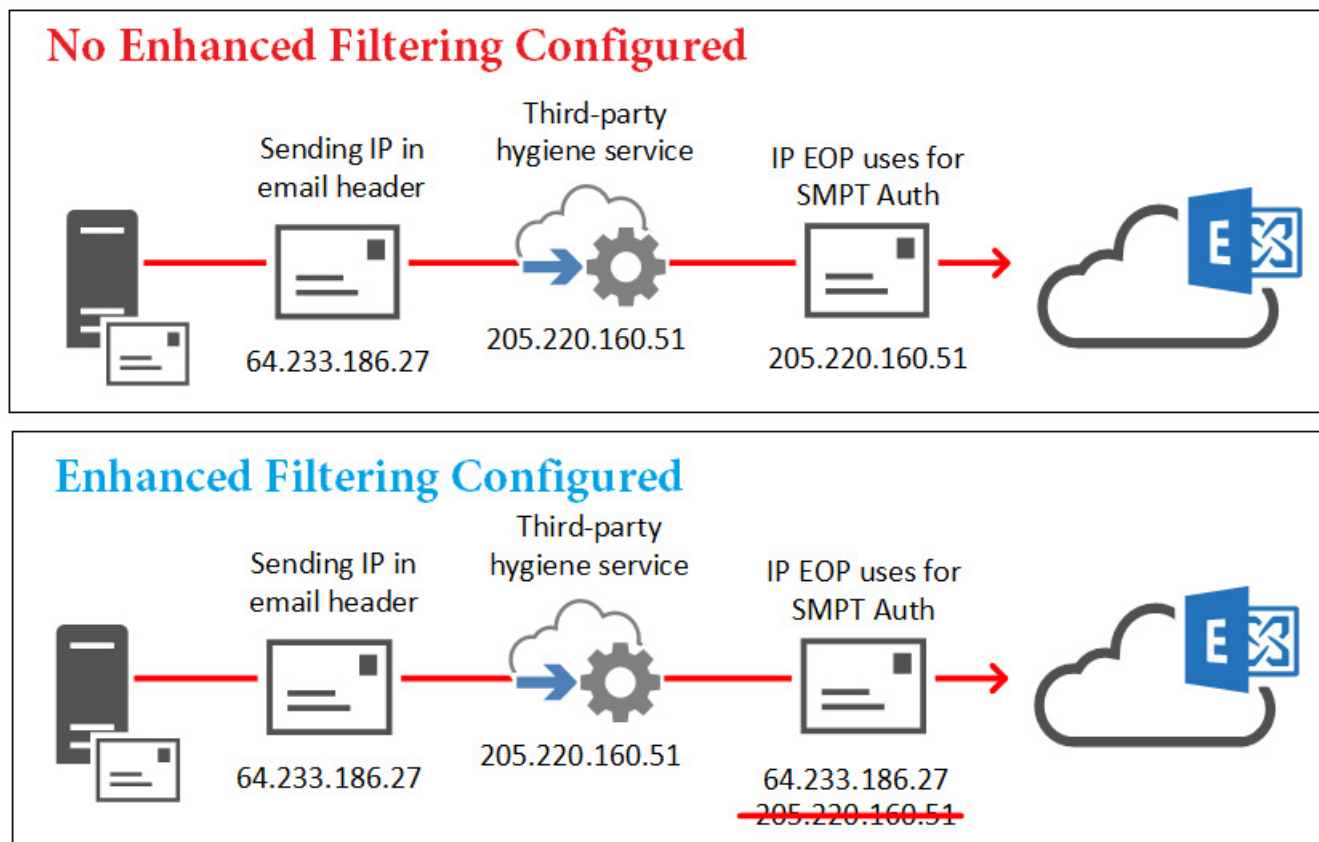 No Enhanced Filtering Configured
Third-party
hygiene service
Sending IP in
email header
IP EOP uses for
SMPT Auth
E
64.233.186.27
205.220.160.51
205.220.160.51
Enhanced Filtering Configured
Third-party
hygiene service
Sending IP in
email header
IP EOP uses for
SMPT Auth
E
64.233.186.27
205.220.160.51
64.233.186.27
205.220.160.51